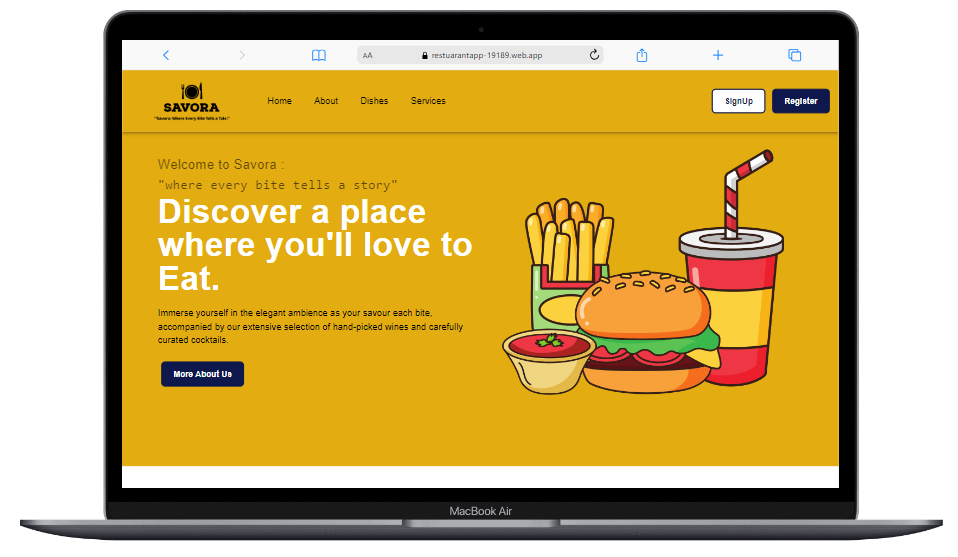 AA
restuarantapp-19189.web.app
SAVORA
"Savora: Where Every Bite Tells a Tale!"
Home About Dishes Services
SignUp Register
Welcome to Savora :
"where every bite tells a story"
Discover a place
where you'll love to
Eat.
Immerse yourself in the elegant ambience as your savour each bite,
accompanied by our extensive selection of hand-picked wines and carefully
curated cocktails.
More About Us
MacBook Air